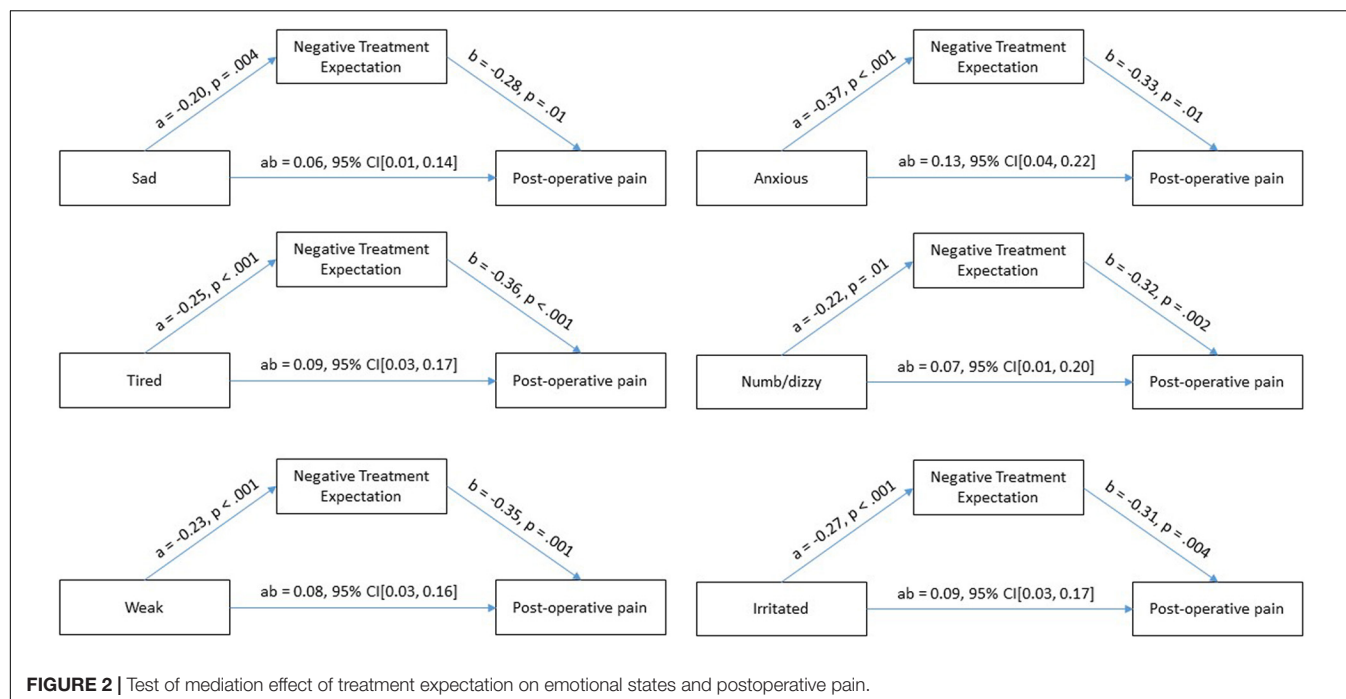 Negative Treatment
Expectation
a = -0.20, p = .004
b = -0.28, p = .01
Sad
ab = 0.06, 95% CI[0.01, 0.14]
Post-operative pain
Negative Treatment
Expectation
a = -0.37, p < .001
b = -0.33, p = .01
Anxious
ab = 0.13, 95% CI[0.04, 0.22]
Post-operative pain
Negative Treatment
Expectation
a = -0.25, p < .001
b = -0.36, p < .001
Tired
ab = 0.09, 95% CI[0.03, 0.17]
Post-operative pain
Negative Treatment
Expectation
a = -0.22, p = .01
b = -0.32, p = .002
Numb/dizzy
ab = 0.07, 95% CI[0.01, 0.20]
Post-operative pain
Negative Treatment
Expectation
a = -0.23, p < .001
b = -0.35, p = .001
Weak
ab = 0.08, 95% CI[0.03, 0.16]
Post-operative pain
Negative Treatment
Expectation
a = -0.27, p < .001
b = -0.31, p = .004
Irritated
ab = 0.09, 95% CI[0.03, 0.17]
Post-operative pain
FIGURE 2 | Test of mediation effect of treatment expectation on emotional states and postoperative pain.